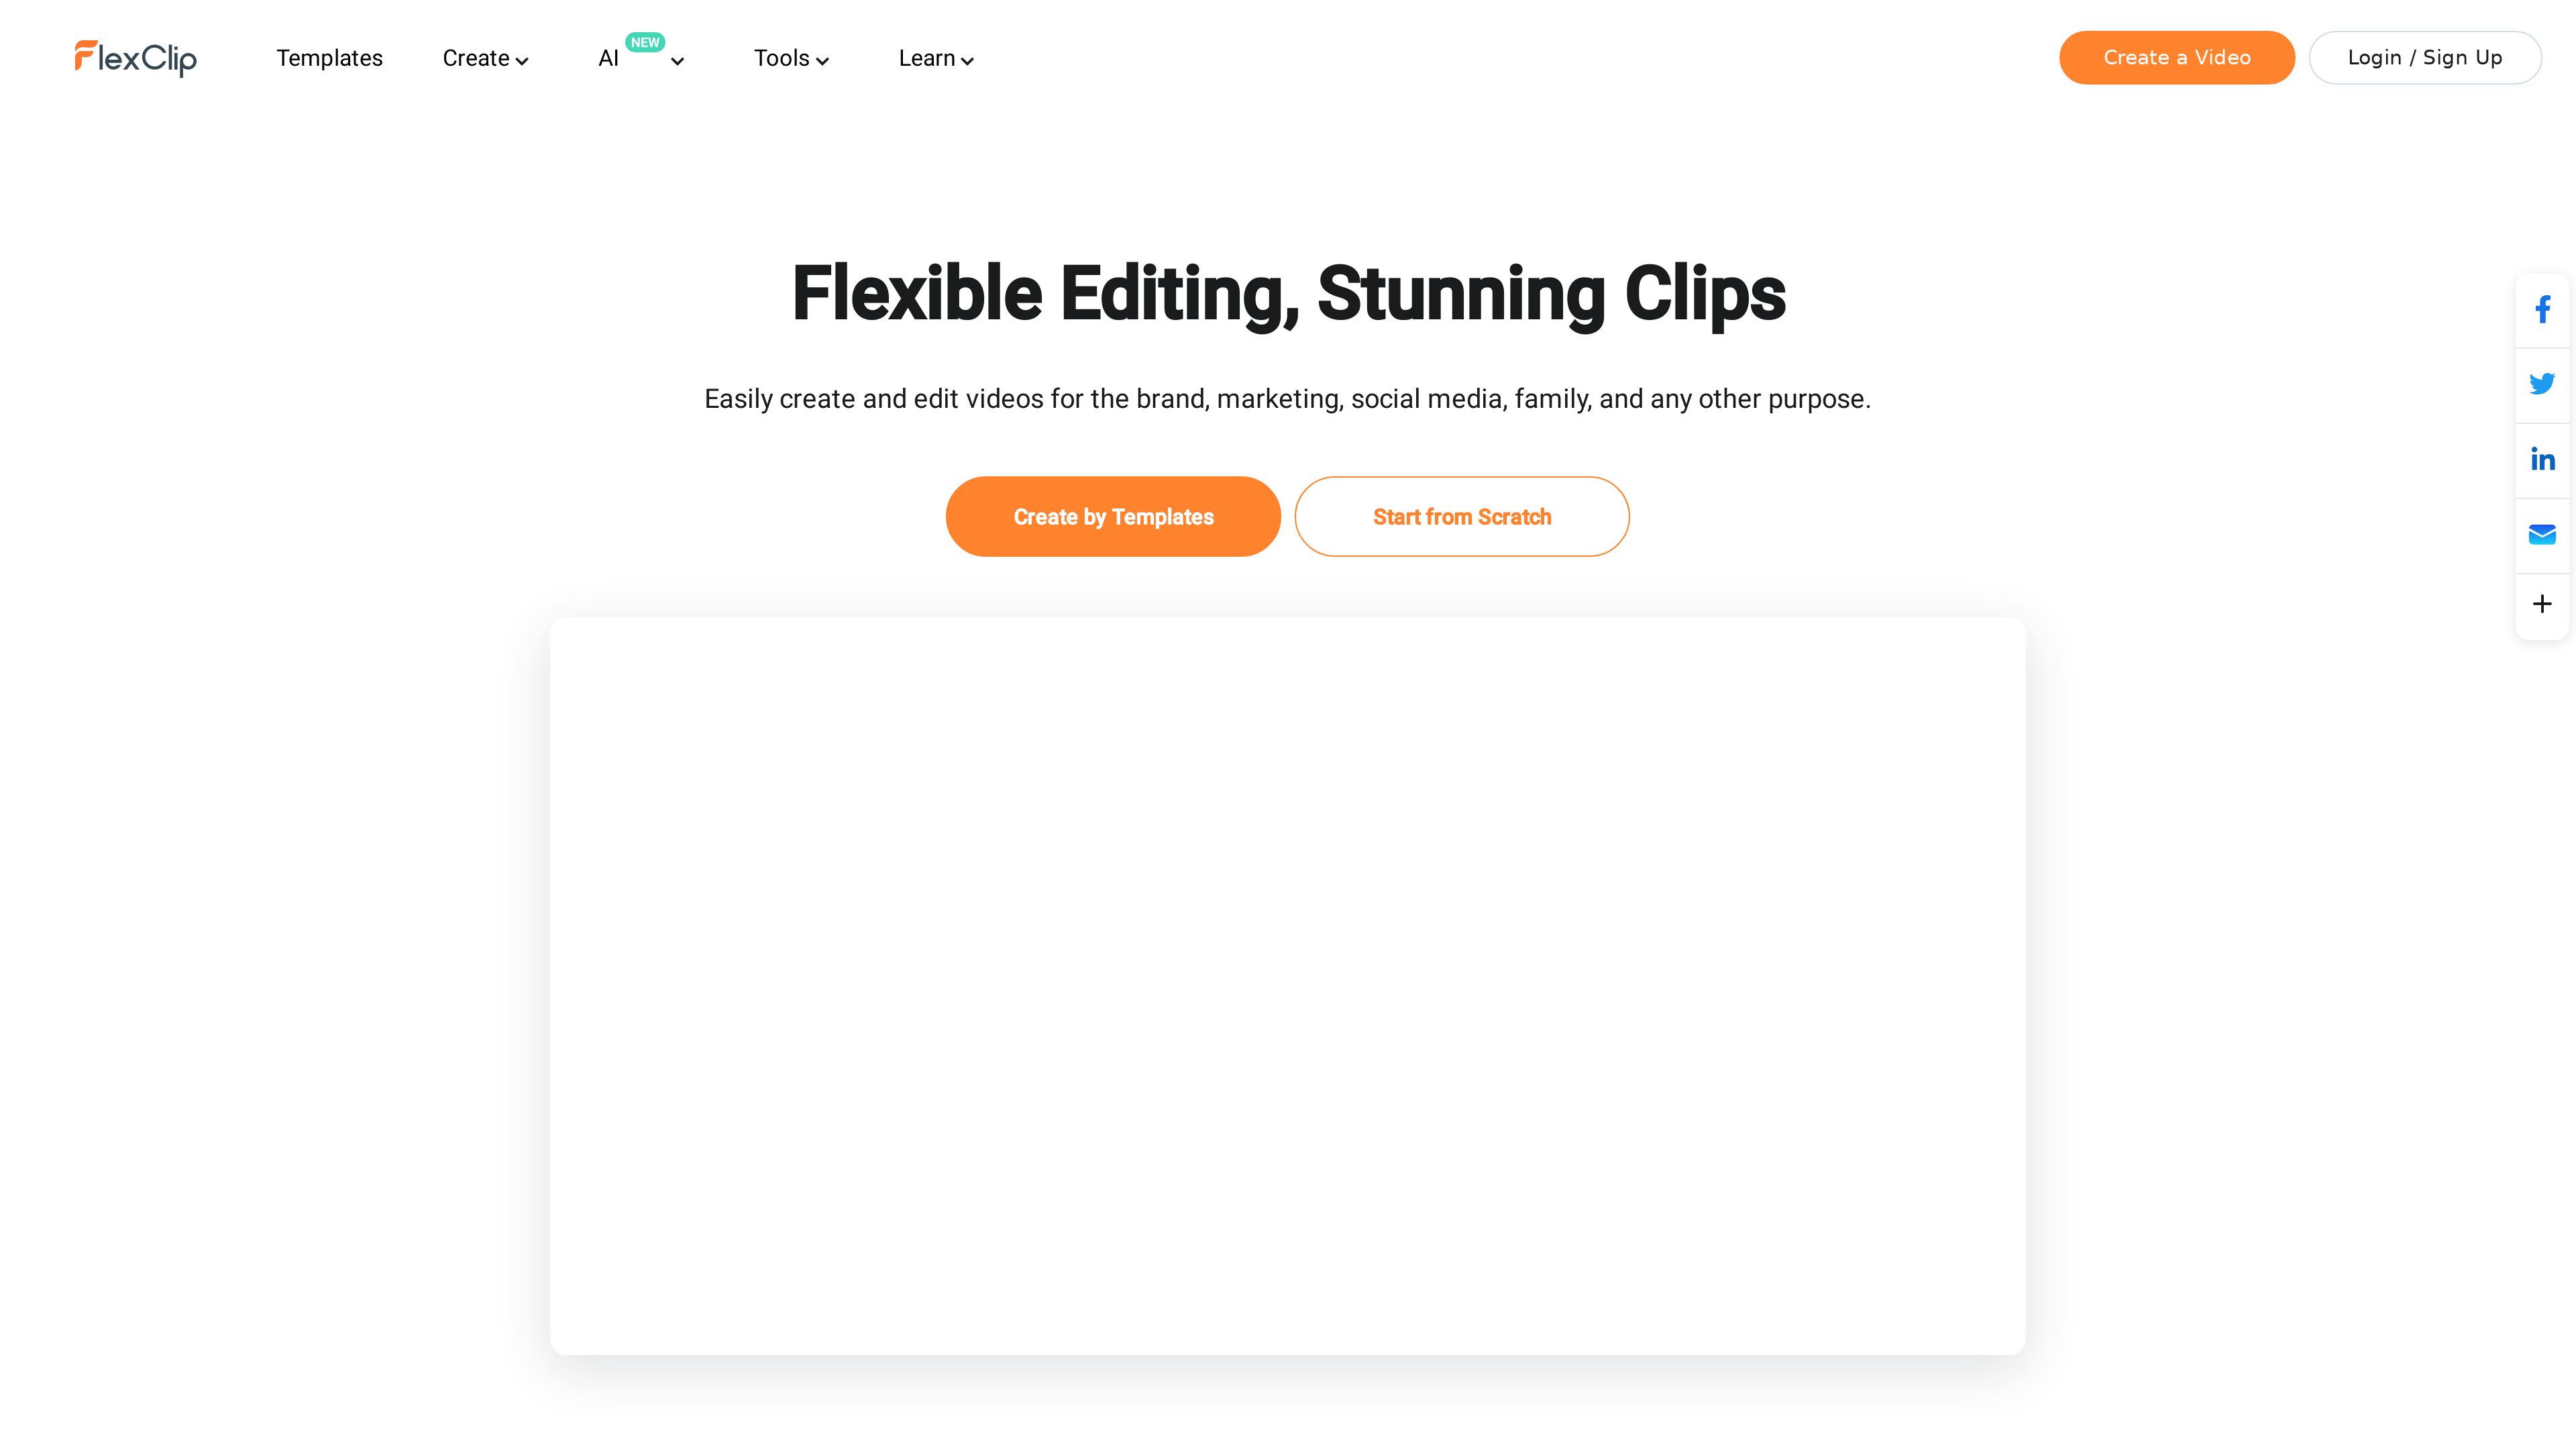 FlexClip
Templates
Create
AI
NEW
Tools
Learn
Create a Video
Login / Sign Up
Flexible Editing, Stunning Clips
Easily create and edit videos for the brand, marketing, social media, family, and any other purpose.
Create by Templates
Start from Scratch